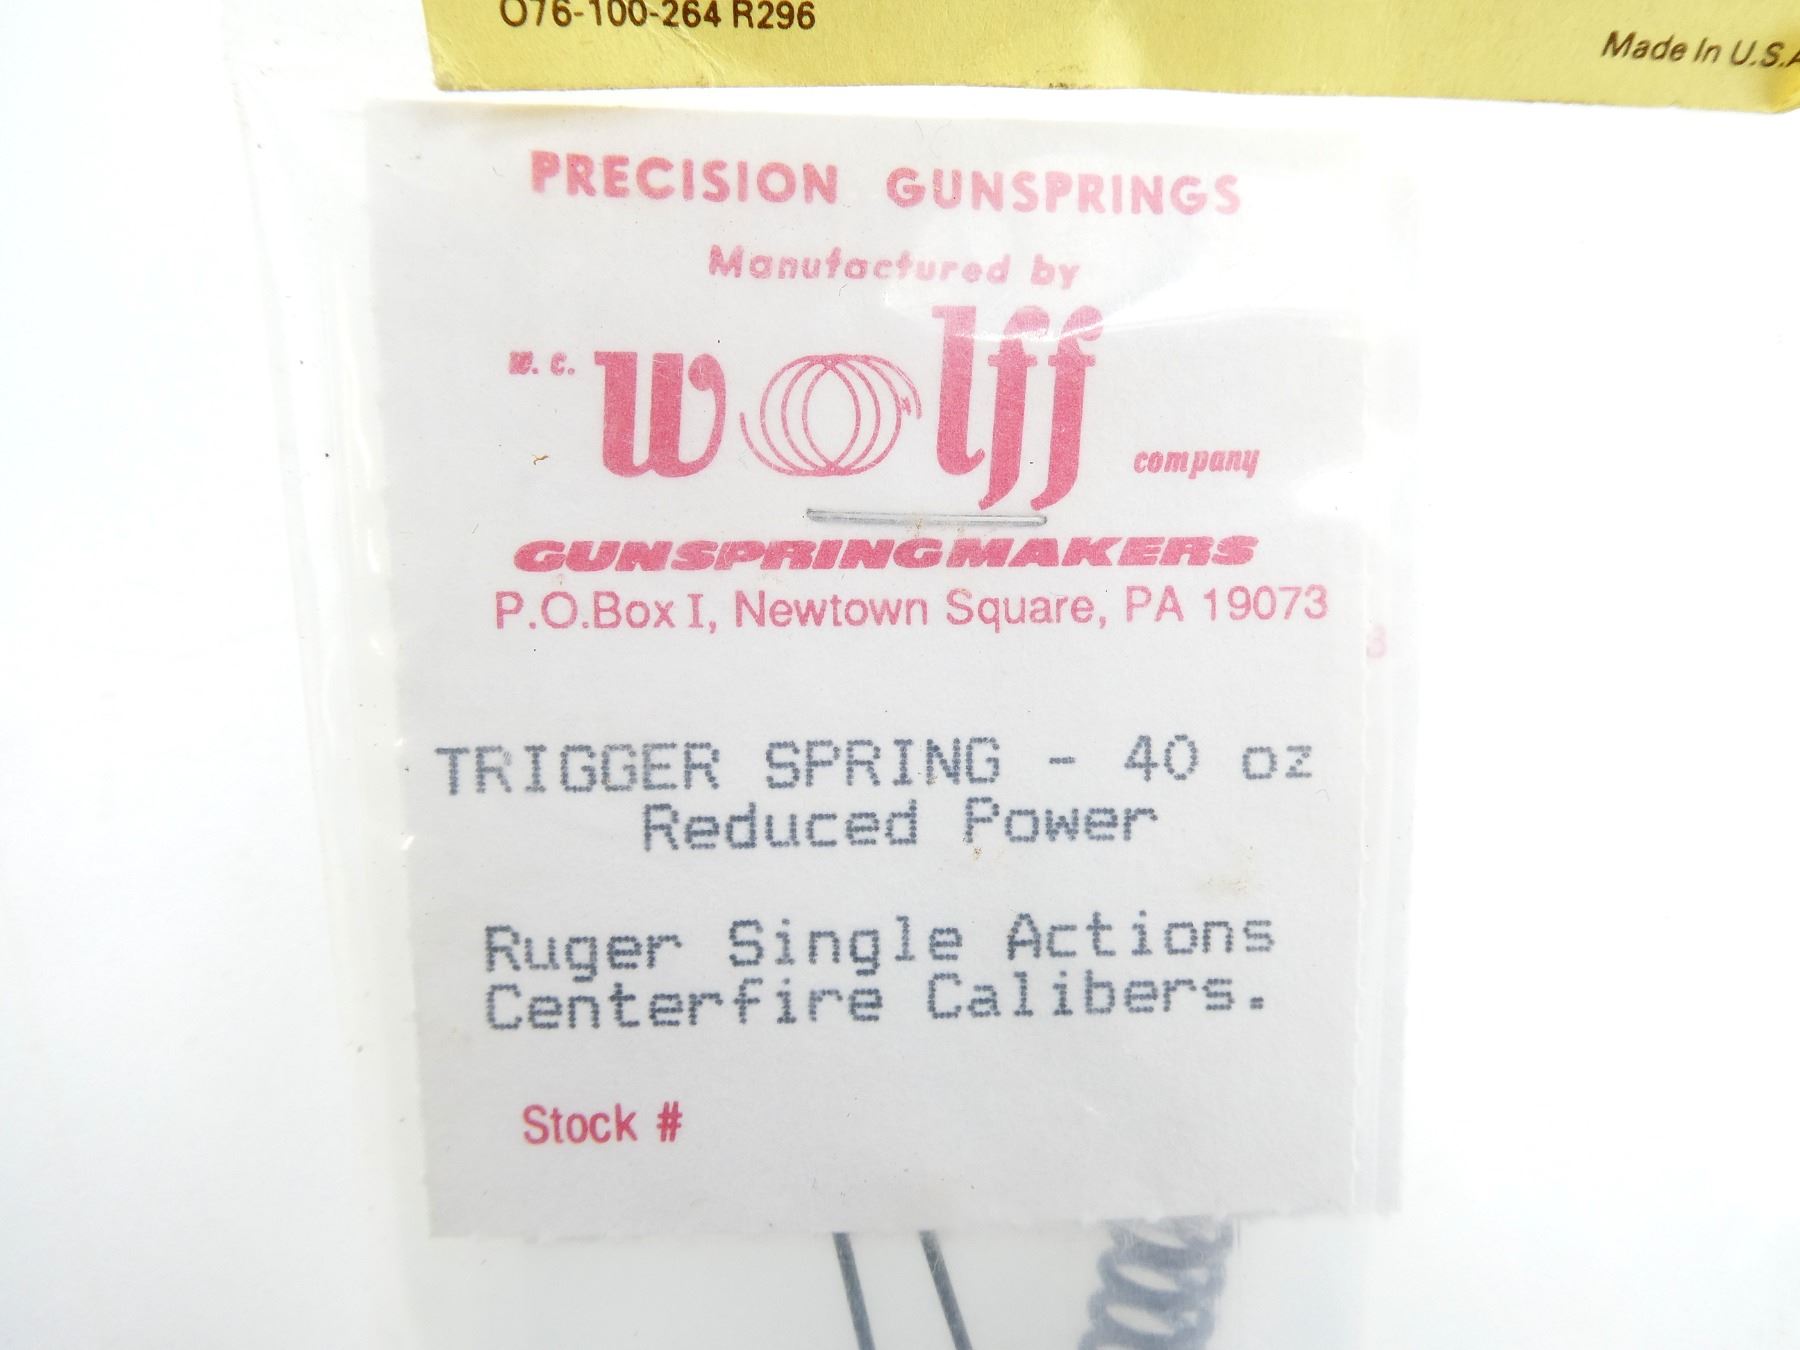 O76-100-264 R296
Made In U.S.A
PRECISION GUNSPRINGS
Manufactured by
w. c. wolff company
GUNSPRINGMAKERS
P.O.Box I, Newtown Square, PA 19073
3
TRIGGER SPRING - 40 oz
Reduced Power
Ruger Single Actions
Centerfire Calibers.
Stock #